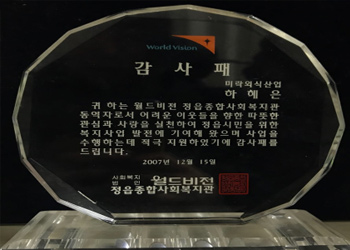 World Vision
감 사 패
미락외식산업
하 혜 은
귀 하는 월드비전 정읍종합사회복지관
동역자로서 어려운 이웃들을 향한 따뜻한
관심과 사랑을 실천하여 정읍시민을 위한
복지사업 발전에 기여해 왔으며 사업을
수행하는데 적극 지원하였기에 감사패를
드립니다.
2007년 12월 15일
사회복지법인 월드비전
정읍종합사회복지관